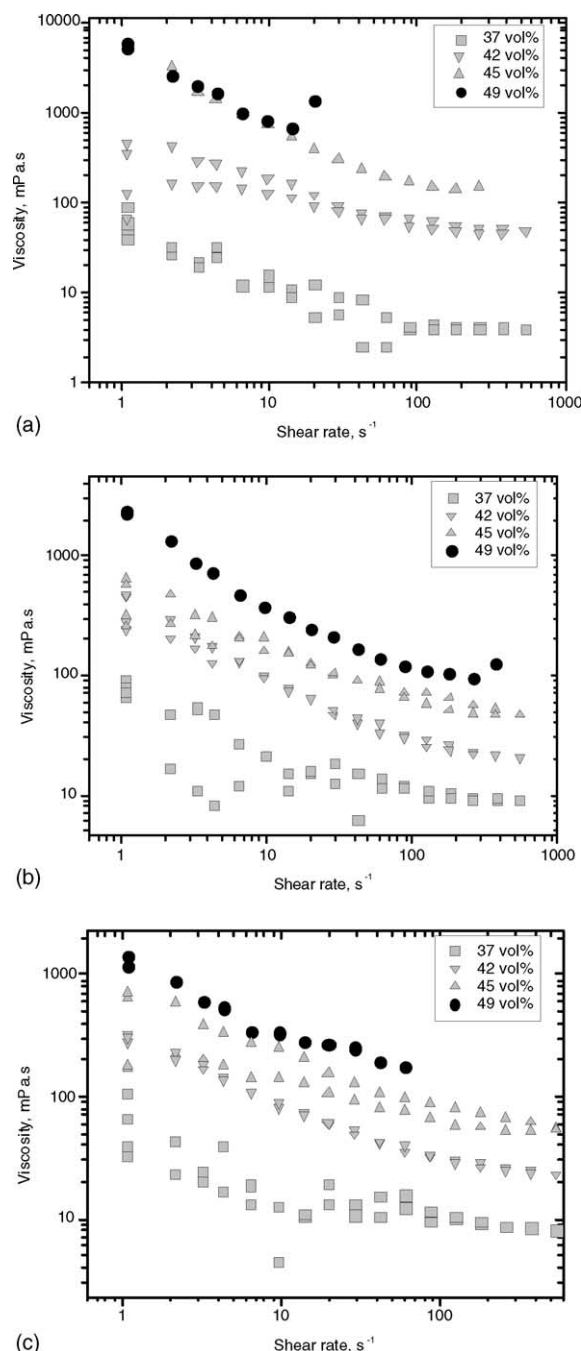 10000
1000
100
10
1
Viscosity, mPa.s
37 vol%
42 vol%
45 vol%
49 vol%
1
10
100
1000
Shear rate, s⁻¹
(a)
1000
100
10
Viscosity, mPa.s
37 vol%
42 vol%
45 vol%
49 vol%
1
10
100
1000
Shear rate, s⁻¹
(b)
1000
100
10
Viscosity, mPa.s
37 vol%
42 vol%
45 vol%
49 vol%
1
10
100
Shear rate, s⁻¹
(c)